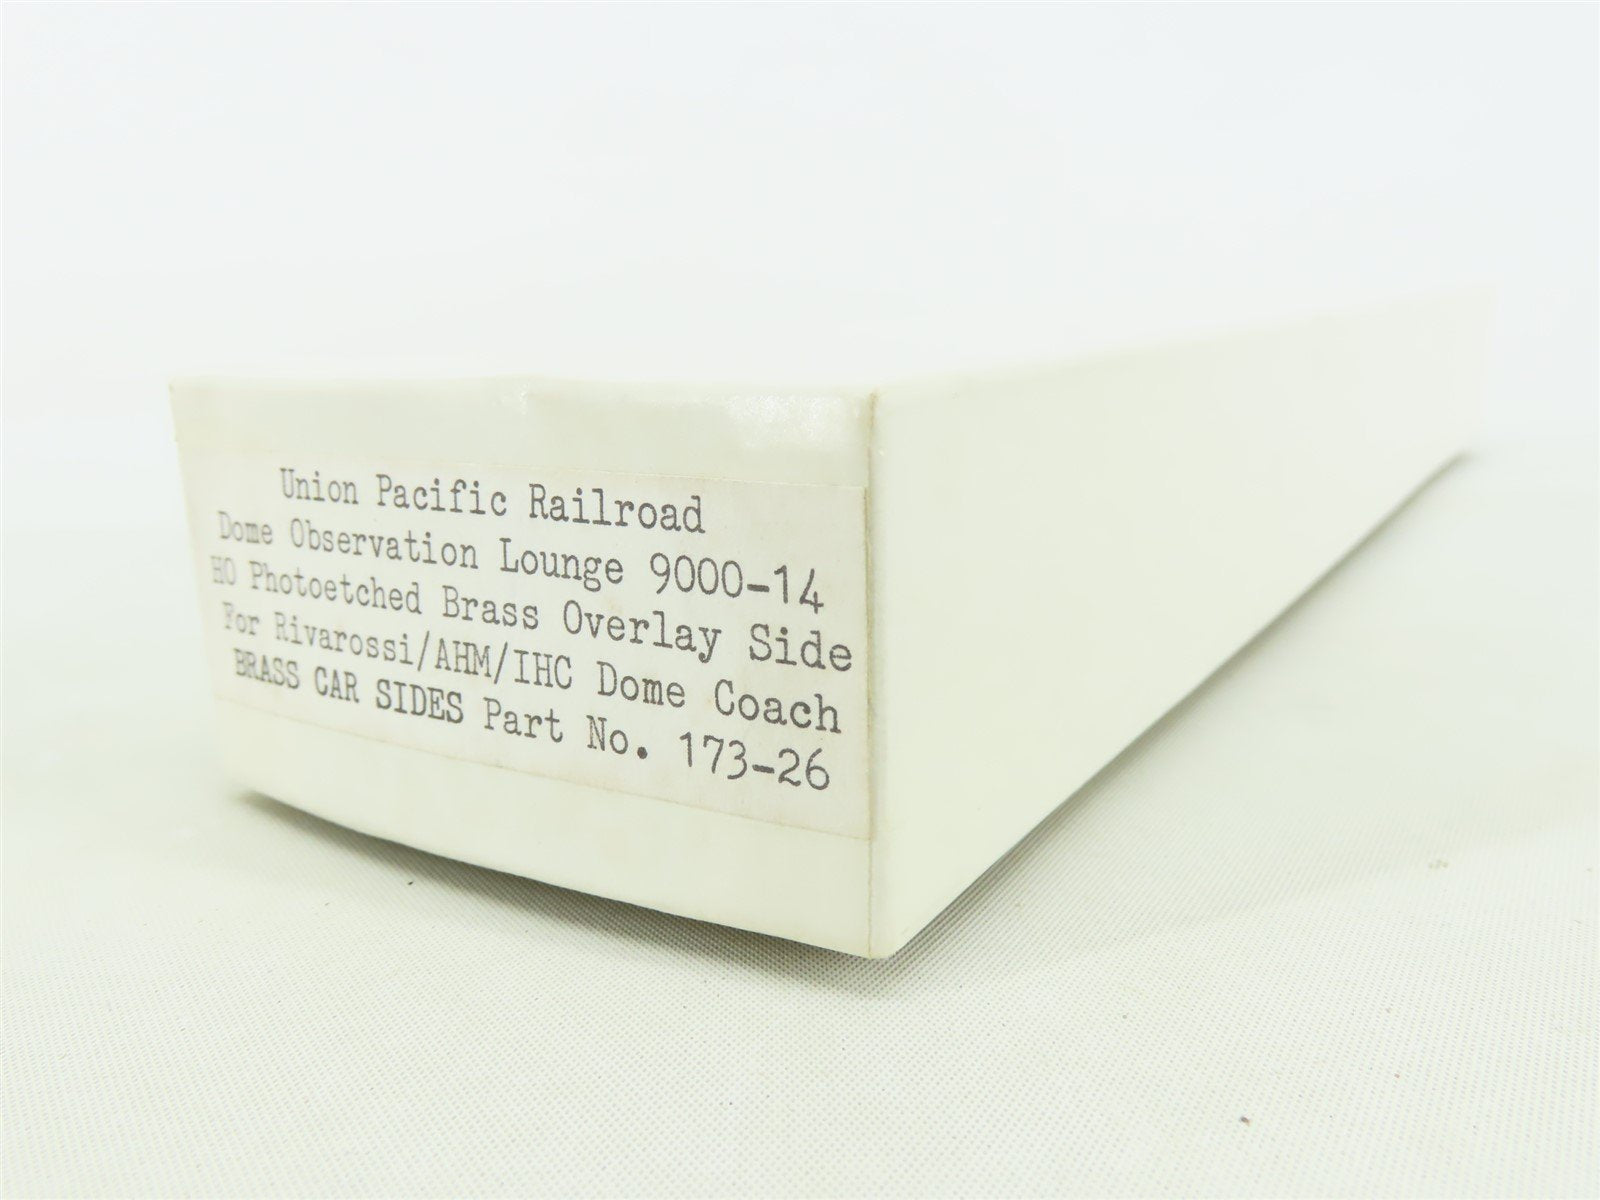 Union Pacific Railroad
Dome Observation Lounge 9000-14
HO Photoetched Brass Overlay Side
For Rivarossi/AHM/IHC Dome Coach
BRASS CAR SIDES Part No. 173-26